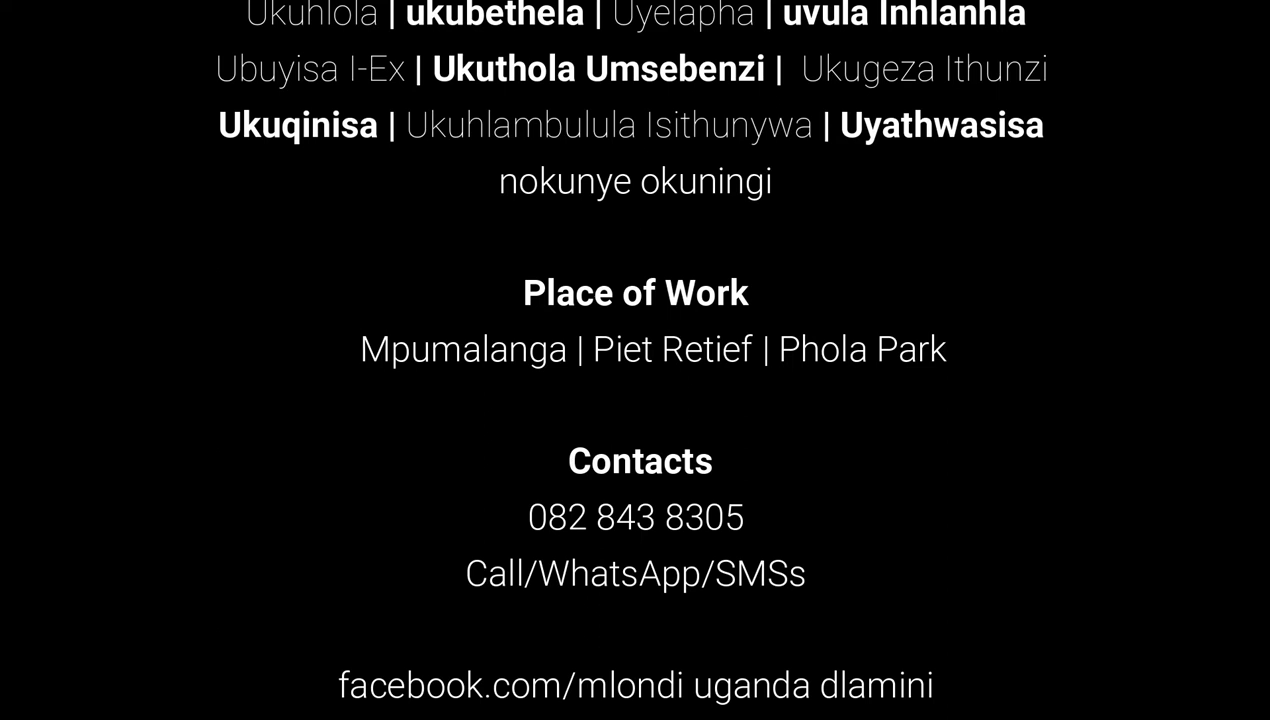 Ukuhlola | ukubethela | Uyelapha | uvula Inhlanhla
Ubuyisa I-Ex | Ukuthola Umsebenzi | Ukugeza Ithunzi
Ukuqinisa | Ukuhlambulula Isithunywa | Uyathwasisa
nokunye okuningi
Place of Work
Mpumalanga | Piet Retief | Phola Park
Contacts
082 843 8305
Call/WhatsApp/SMSs
facebook.com/mlondi uganda dlamini